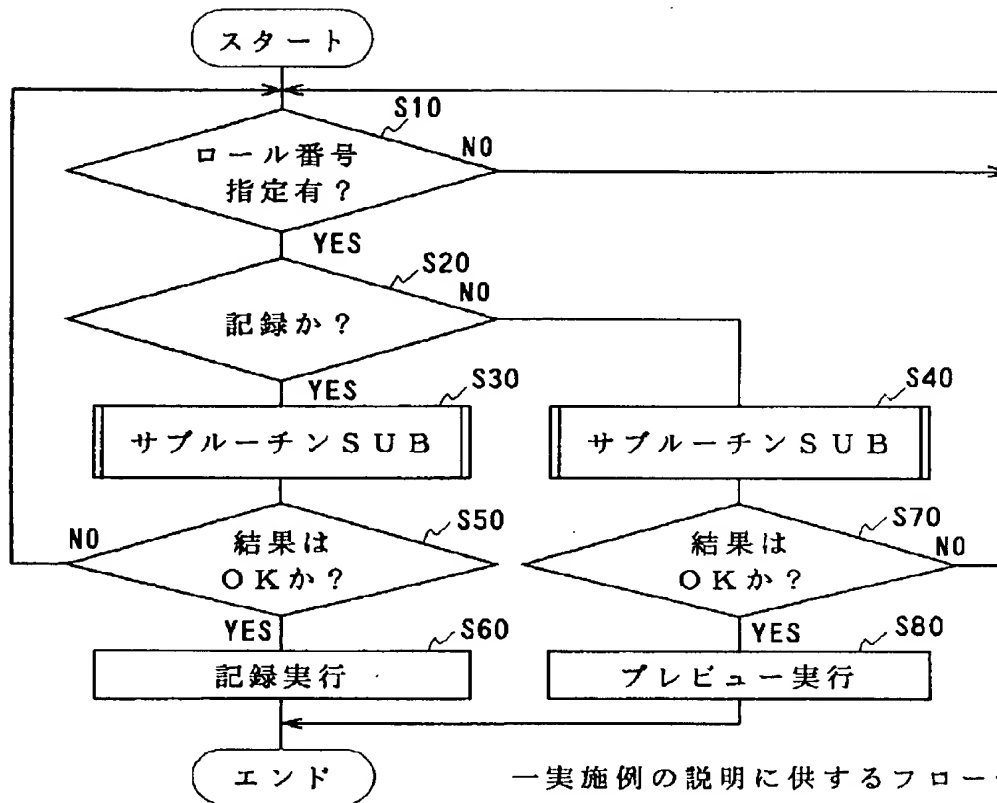 スタート
S10
ロール番号
指定有?
NO
YES
S20
記録か?
NO
YES
S30
サブルーチンSUB
S40
サブルーチンSUB
S50
結果は
OKか?
NO
YES
S70
結果は
OKか?
NO
YES
S60
記録実行
S80
プレビュー実行
エンド
一実施例の説明に供するフロー